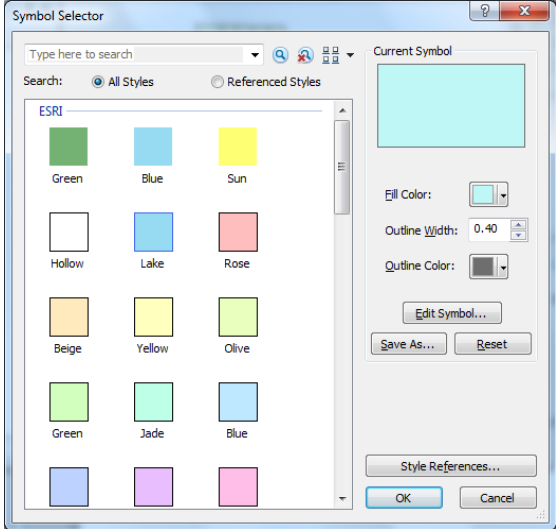 Symbol Selector
Type here to search
Search: All Styles Referenced Styles
ESRI
Green Blue Sun
Hollow Lake Rose
Beige Yellow Olive
Green Jade Blue
Current Symbol
Fill Color:
Outline Width: 0.40
Outline Color:
Edit Symbol...
Save As... Reset
Style References...
OK Cancel